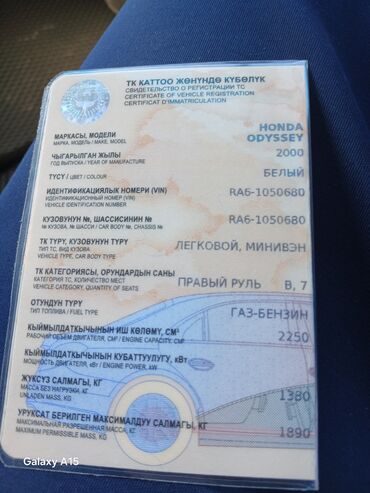 ТК КАТТОО ЖӨНҮНДӨ КҮБӨЛҮК
СВИДЕТЕЛЬСТВО О РЕГИСТРАЦИИ ТС
CERTIFICATE OF VEHICLE REGISTRATION
CERTIFICAT D'IMMATRICULATION
МАРКАСЫ, МОДЕЛИ
МАРКА, МОДЕЛЬ / MAKE, MODEL
HONDA
ODYSSEY
ЧЫГАРЫЛГАН ЖЫЛЫ
ГОД ВЫПУСКА / YEAR OF MANUFACTURE
2000
ТҮСҮ / ЦВЕТ / COLOUR
БЕЛЫЙ
ИДЕНТИФИКАЦИЯЛЫК НОМЕРИ (VIN)
ИДЕНТИФИКАЦИОННЫЙ НОМЕР (VIN)
VEHICLE IDENTIFICATION NUMBER
RA6-1050680
КУЗОВУНУН №, ШАССИСИНИН №
№ КУЗОВА, № ШАССИ / CAR BODY №, CHASSIS №
RA6-1050680
ТК ТҮРҮ, КУЗОВУНУН ТҮРҮ
ТИП ТС, ВИД КУЗОВА
VEHICLE TYPE, CAR BODY TYPE
ЛЕГКОВОЙ, МИНИВЭН
ТК КАТЕГОРИЯСЫ, ОРУНДАРДЫН САНЫ
КАТЕГОРИЯ ТС, КОЛИЧЕСТВО МЕСТ
VEHICLE CATEGORY, QUANTITY OF SEATS
ПРАВЫЙ РУЛЬ B, 7
ОТУНДУН ТҮРҮ
ТИП ТОПЛИВА / FUEL TYPE
ГАЗ-БЕНЗИН
КЫЙМЫЛДАТКЫЧЫНЫН ИШ КӨЛӨМҮ, СМ³
РАБОЧИЙ ОБЪЕМ ДВИГАТЕЛЯ, СМ³ / ENGINE CAPACITY, CM³
2250
КЫЙМЫЛДАТКЫЧЫНЫН КУБАТТУУЛУГУ, кВт
МОЩНОСТЬ ДВИГАТЕЛЯ, кВт / ENGINE POWER, kW
ЖҮКСҮЗ САЛМАГЫ, КГ
МАССА БЕЗ НАГРУЗКИ, КГ
UNLADEN MASS, KG
1380
УРУКСАТ БЕРИЛГЕН МАКСИМАЛДУУ САЛМАГЫ, КГ
МАКСИМАЛЬНАЯ РАЗРЕШЕННАЯ МАССА, КГ
MAXIMUM PERMISSIBLE MASS, KG
1890
Galaxy A15